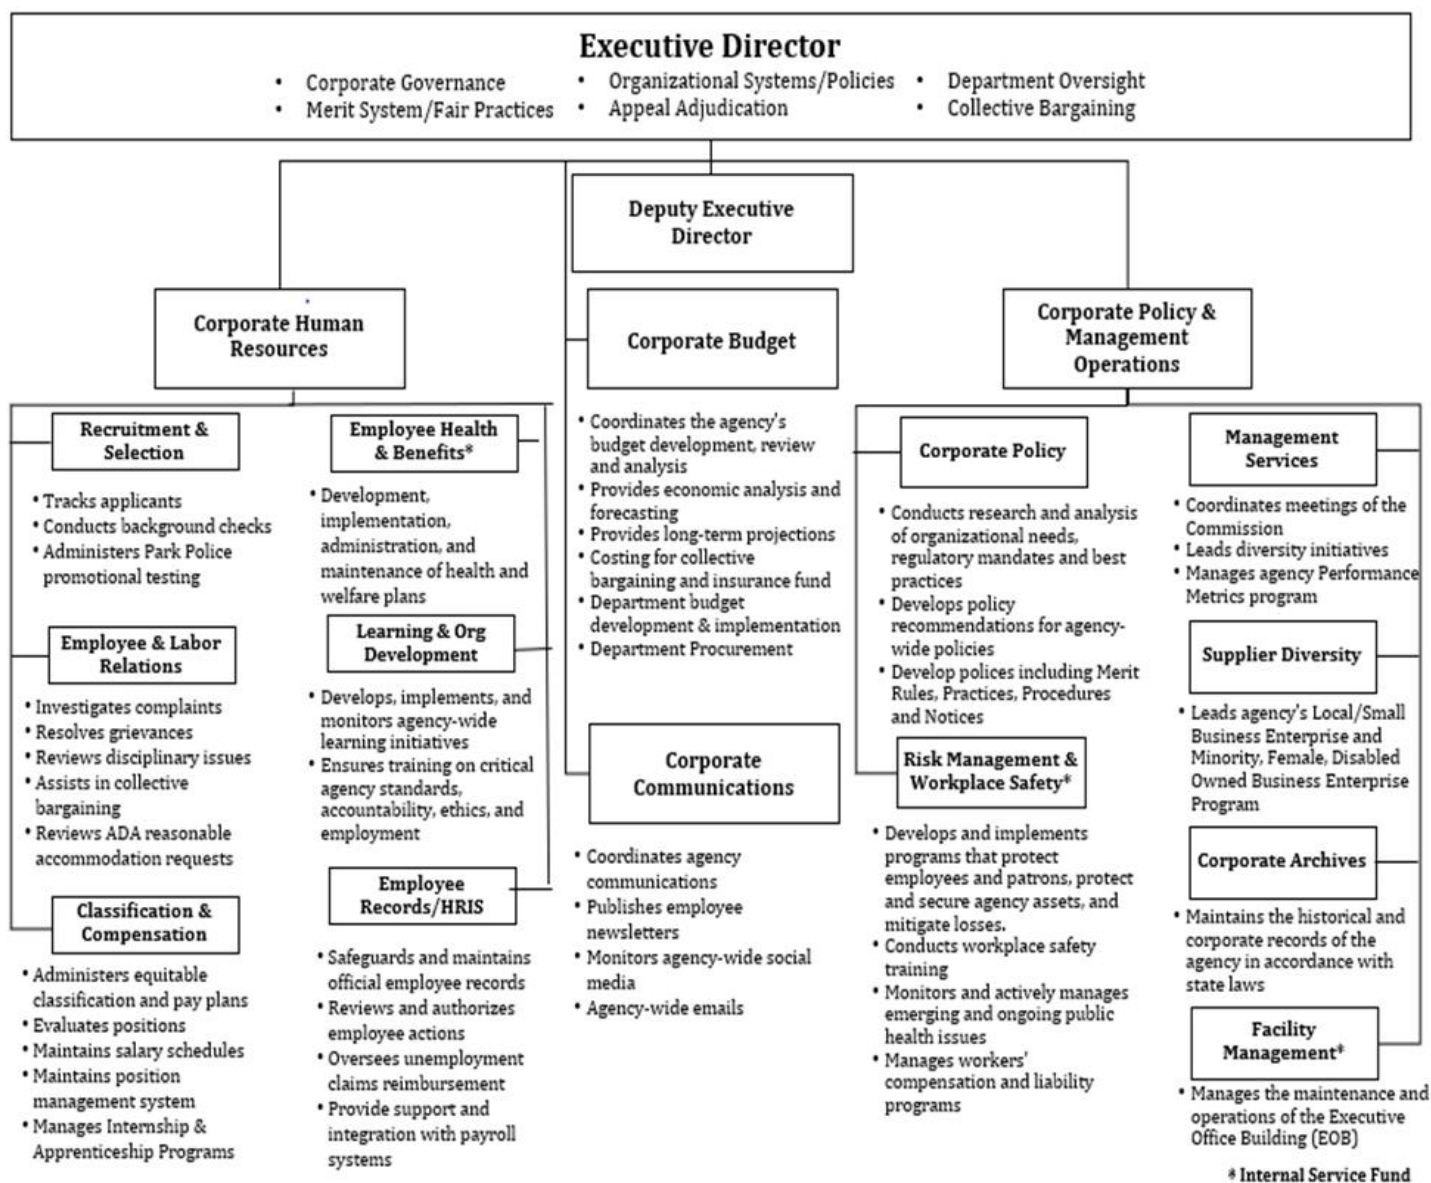 Executive Director
• Corporate Governance
• Merit System/Fair Practices
• Organizational Systems/Policies
• Appeal Adjudication
• Department Oversight
• Collective Bargaining
Deputy Executive
Director
Corporate Human
Resources
Recruitment &
Selection
• Tracks applicants
• Conducts background checks
• Administers Park Police
promotional testing
Employee & Labor
Relations
• Investigates complaints
• Resolves grievances
• Reviews disciplinary issues
• Assists in collective
bargaining
• Reviews ADA reasonable
accommodation requests
Classification &
Compensation
• Administers equitable
classification and pay plans
• Evaluates positions
• Maintains salary schedules
• Maintains position
management system
• Manages Internship &
Apprenticeship Programs
Employee Health
& Benefits*
• Development,
implementation,
administration, and
maintenance of health and
welfare plans
Learning & Org
Development
• Develops, implements, and
monitors agency-wide
learning initiatives
• Ensures training on critical
agency standards,
accountability, ethics, and
employment
Employee
Records/HRIS
• Safeguards and maintains
official employee records
• Reviews and authorizes
employee actions
• Oversees unemployment
claims reimbursement
• Provide support and
integration with payroll
systems
Corporate Budget
• Coordinates the agency's
budget development, review
and analysis
• Provides economic analysis and
forecasting
• Provides long-term projections
• Costing for collective
bargaining and insurance fund
• Department budget
development & implementation
• Department Procurement
Corporate
Communications
• Coordinates agency
communications
• Publishes employee
newsletters
• Monitors agency-wide social
media
• Agency-wide emails
Corporate Policy &
Management
Operations
Corporate Policy
• Conducts research and analysis
of organizational needs,
regulatory mandates and best
practices
• Develops policy
recommendations for agency-
wide policies
• Develop polices including Merit
Rules, Practices, Procedures
and Notices
Risk Management &
Workplace Safety*
• Develops and implements
programs that protect
employees and patrons, protect
and secure agency assets, and
mitigate losses.
• Conducts workplace safety
training
• Monitors and actively manages
emerging and ongoing public
health issues
• Manages workers'
compensation and liability
programs
Management
Services
• Coordinates meetings of the
Commission
• Leads diversity initiatives
• Manages agency Performance
Metrics program
Supplier Diversity
• Leads agency's Local/Small
Business Enterprise and
Minority, Female, Disabled
Owned Business Enterprise
Program
Corporate Archives
• Maintains the historical and
corporate records of the
agency in accordance with
state laws
Facility
Management*
• Manages the maintenance and
operations of the Executive
Office Building (EOB)
* Internal Service Fund